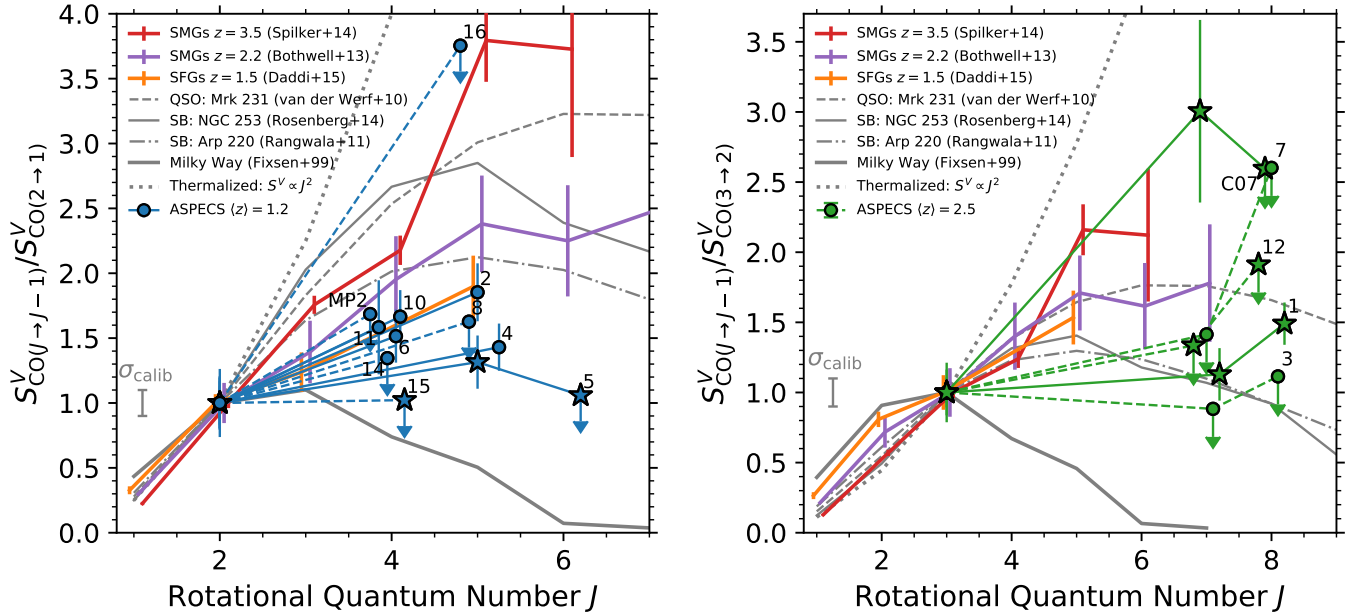 4.0
3.5
3.0
2.5
2.0
1.5
1.0
0.5
0.0
S^V_CO(J→J−1)/S^V_CO(2→1)
SMGs z = 3.5 (Spilker+14)
SMGs z = 2.2 (Bothwell+13)
SFGs z = 1.5 (Daddi+15)
QSO: Mrk 231 (van der Werf+10)
SB: NGC 253 (Rosenberg+14)
SB: Arp 220 (Rangwala+11)
Milky Way (Fixsen+99)
Thermalized: S^V ∝ J^2
ASPECS ⟨z⟩ = 1.2
16
MP2
10
2
8
11
6
4
14
15
5
σ_calib
2
4
6
Rotational Quantum Number J
3.5
3.0
2.5
2.0
1.5
1.0
0.5
0.0
S^V_CO(J→J−1)/S^V_CO(3→2)
SMGs z = 3.5 (Spilker+14)
SMGs z = 2.2 (Bothwell+13)
SFGs z = 1.5 (Daddi+15)
QSO: Mrk 231 (van der Werf+10)
SB: NGC 253 (Rosenberg+14)
SB: Arp 220 (Rangwala+11)
Milky Way (Fixsen+99)
Thermalized: S^V ∝ J^2
ASPECS ⟨z⟩ = 2.5
7
C07
12
1
3
σ_calib
2
4
6
8
Rotational Quantum Number J